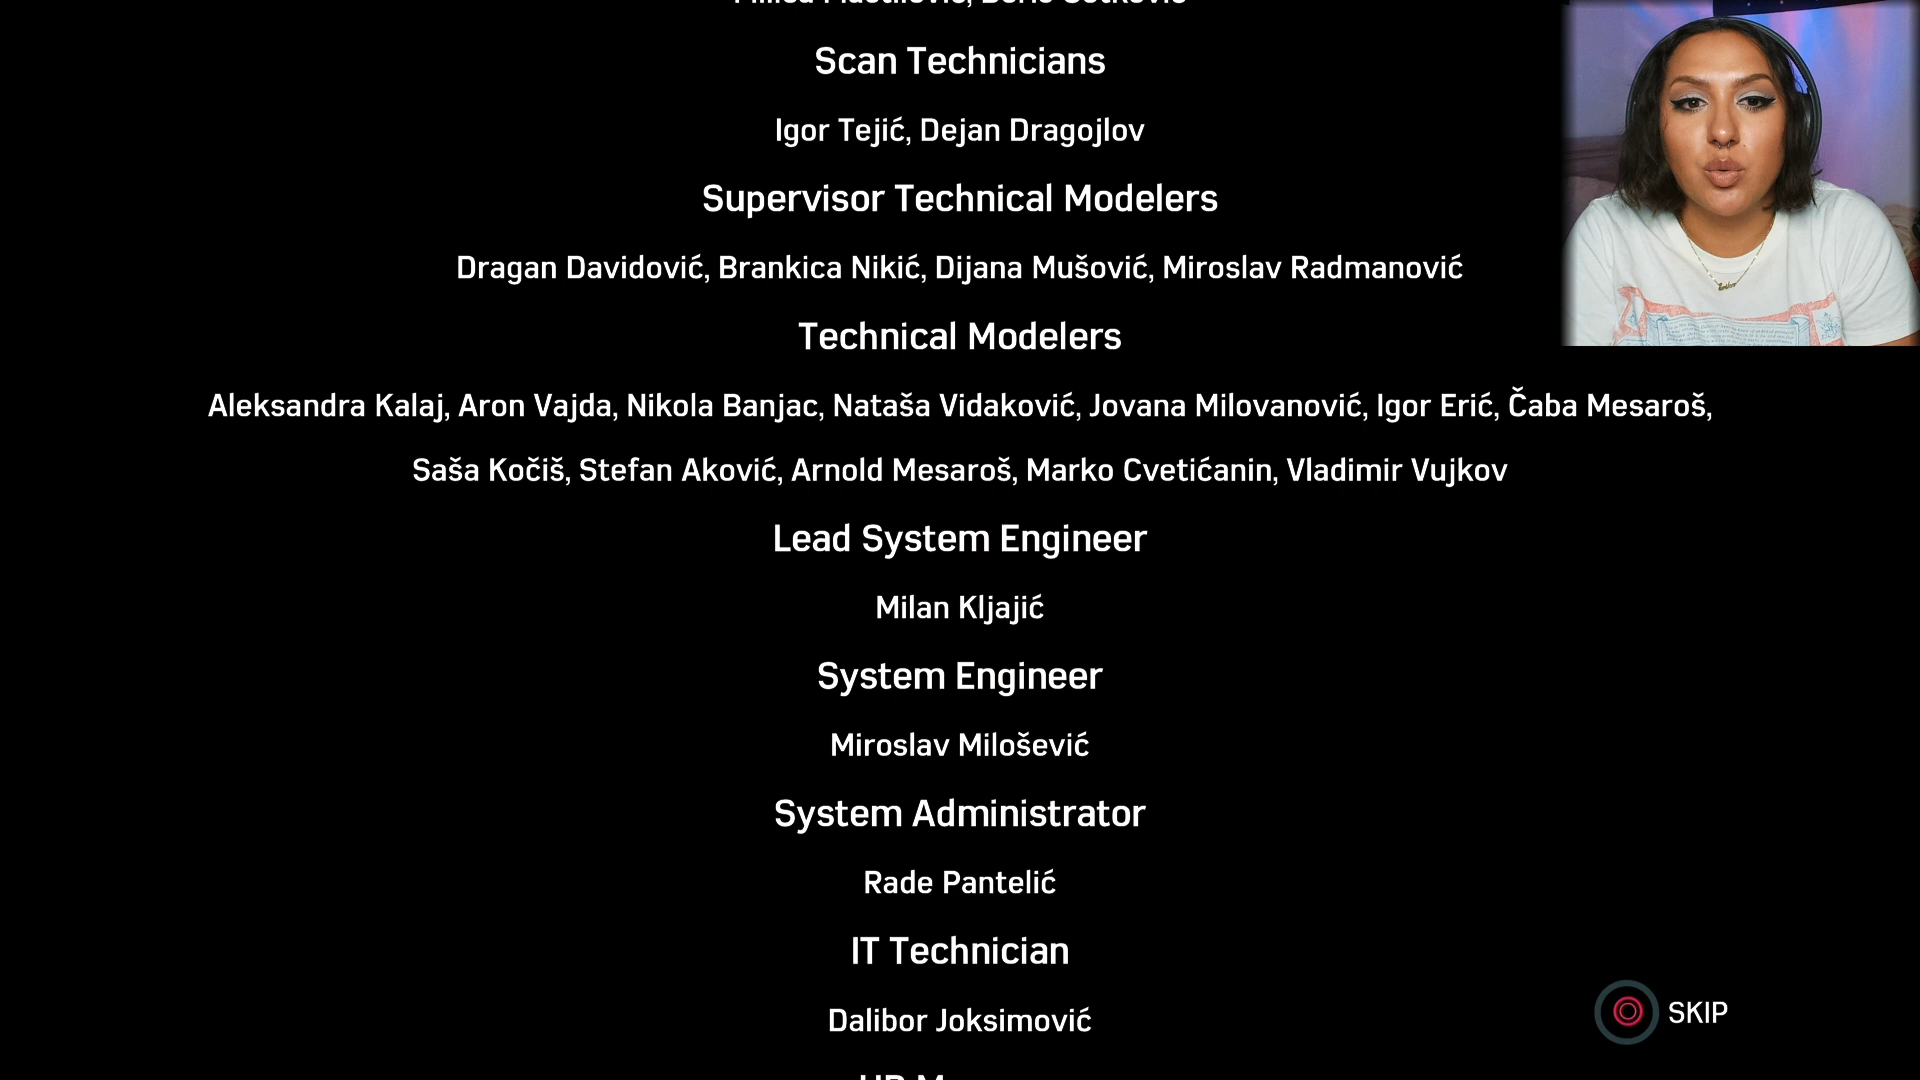 Scan Technicians
Igor Tejić, Dejan Dragojlov
Supervisor Technical Modelers
Dragan Davidović, Brankica Nikić, Dijana Mušović, Miroslav Radmanović
Technical Modelers
Aleksandra Kalaj, Aron Vajda, Nikola Banjac, Nataša Vidaković, Jovana Milovanović, Igor Erić, Čaba Mesaroš,
Saša Kočiš, Stefan Aković, Arnold Mesaroš, Marko Cvetićanin, Vladimir Vujkov
Lead System Engineer
Milan Kljajić
System Engineer
Miroslav Milošević
System Administrator
Rade Pantelić
IT Technician
Dalibor Joksimović
SKIP